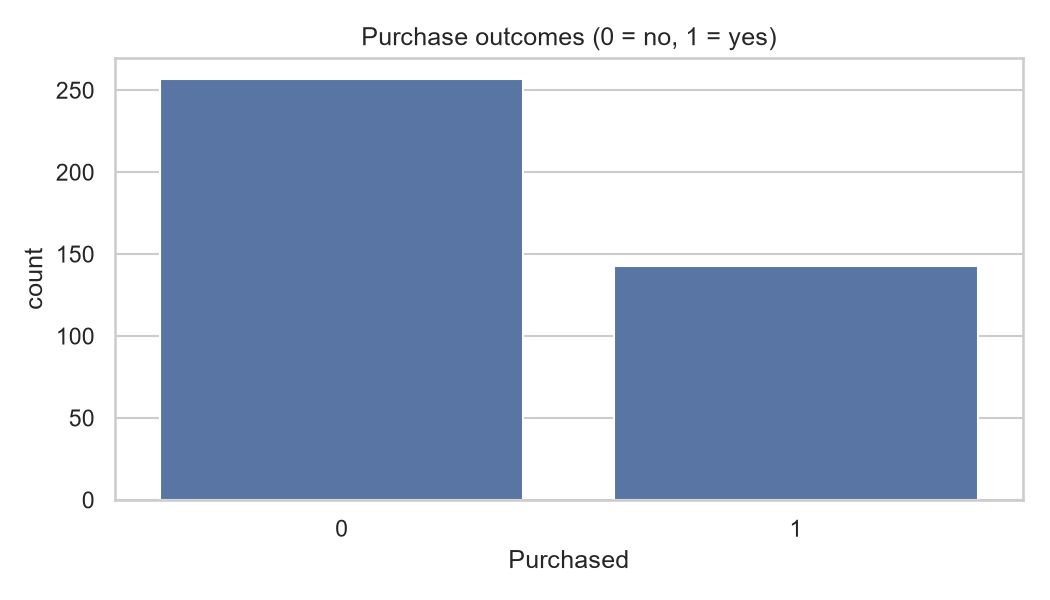 Purchase outcomes (0 = no, 1 = yes)
250
200
150
100
50
0
count
0 1
Purchased